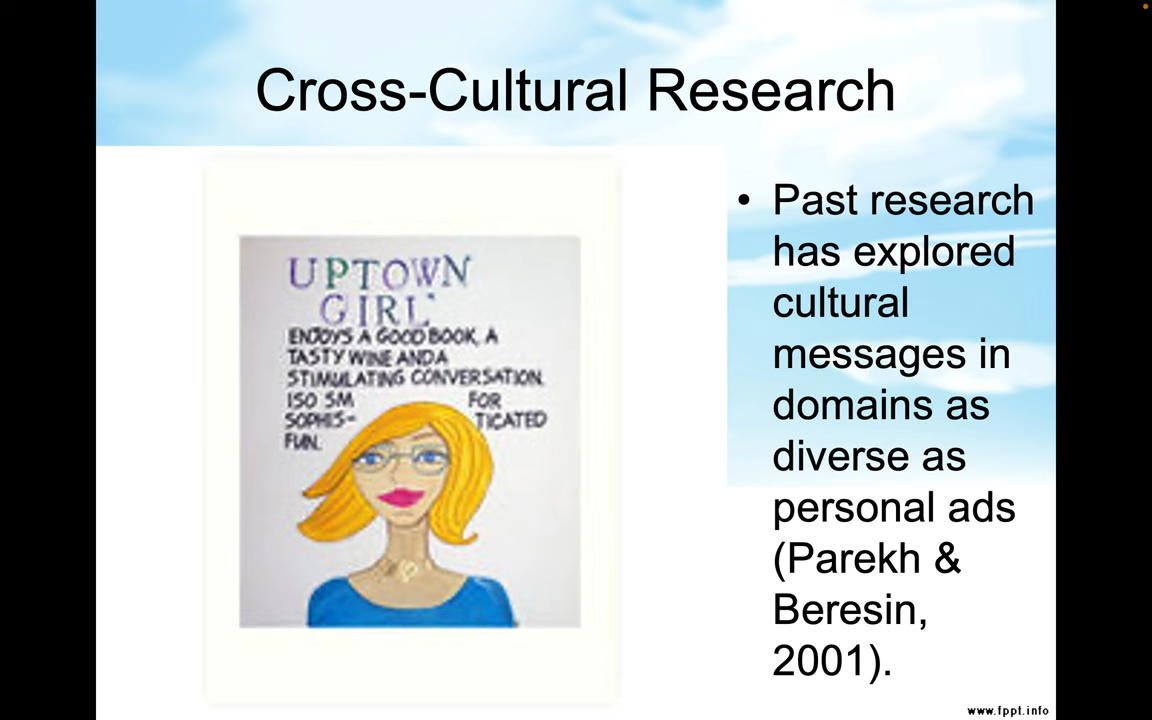 Cross-Cultural Research
UPTOWN
GIRL
ENJOYS A GOOD BOOK, A
TASTY WINE AND A
STIMULATING CONVERSATION.
ISO SM FOR
SOPHIS- TICATED
FUN.
• Past research
has explored
cultural
messages in
domains as
diverse as
personal ads
(Parekh &
Beresin,
2001).
www.fppt.info